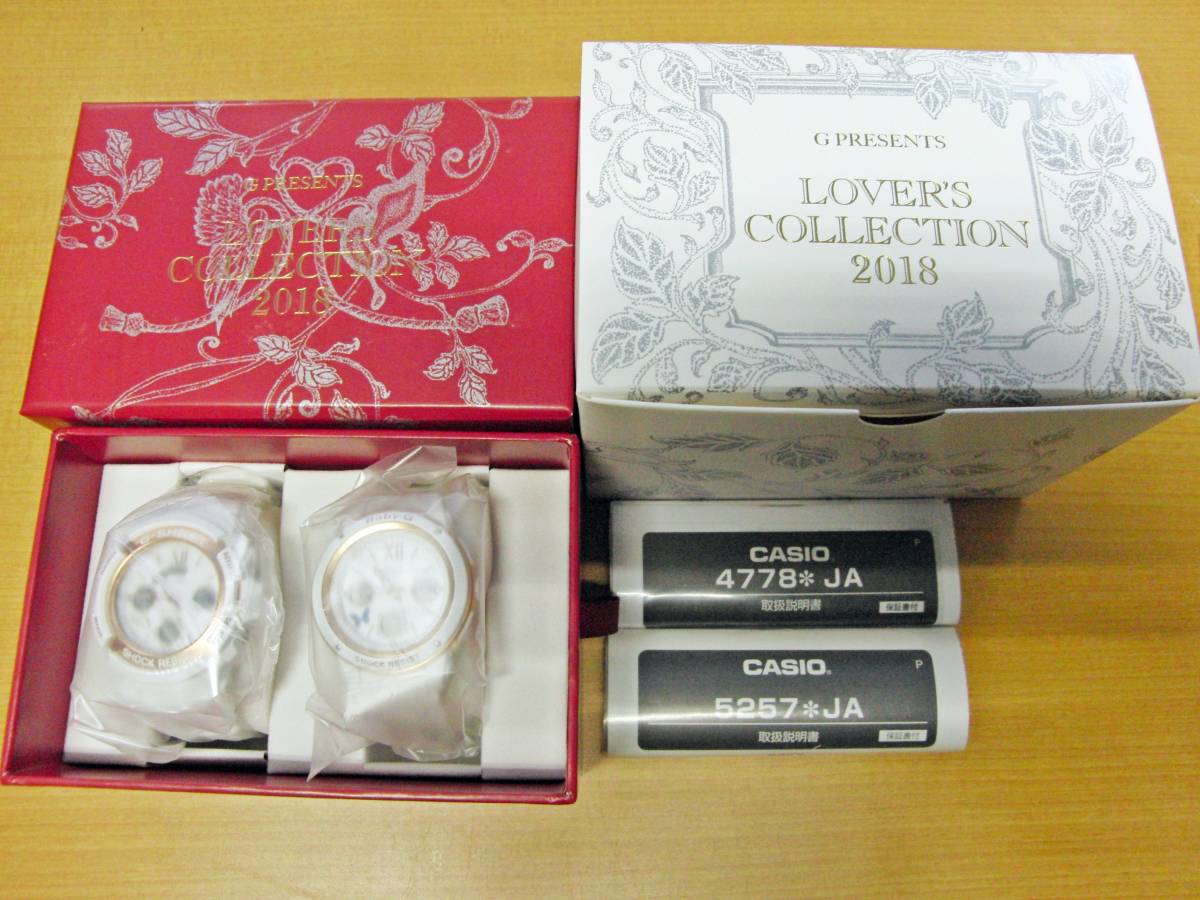 G PRESENTS
LOVER'S
COLLECTION
2018
G PRESENTS
LOVER'S
COLLECTION
2018
Baby-G
SHOCK RESIST
SHOCK RESIST
CASIO
P
4778*JA
取扱説明書
保証書付
CASIO
P
5257*JA
取扱説明書
保証書付